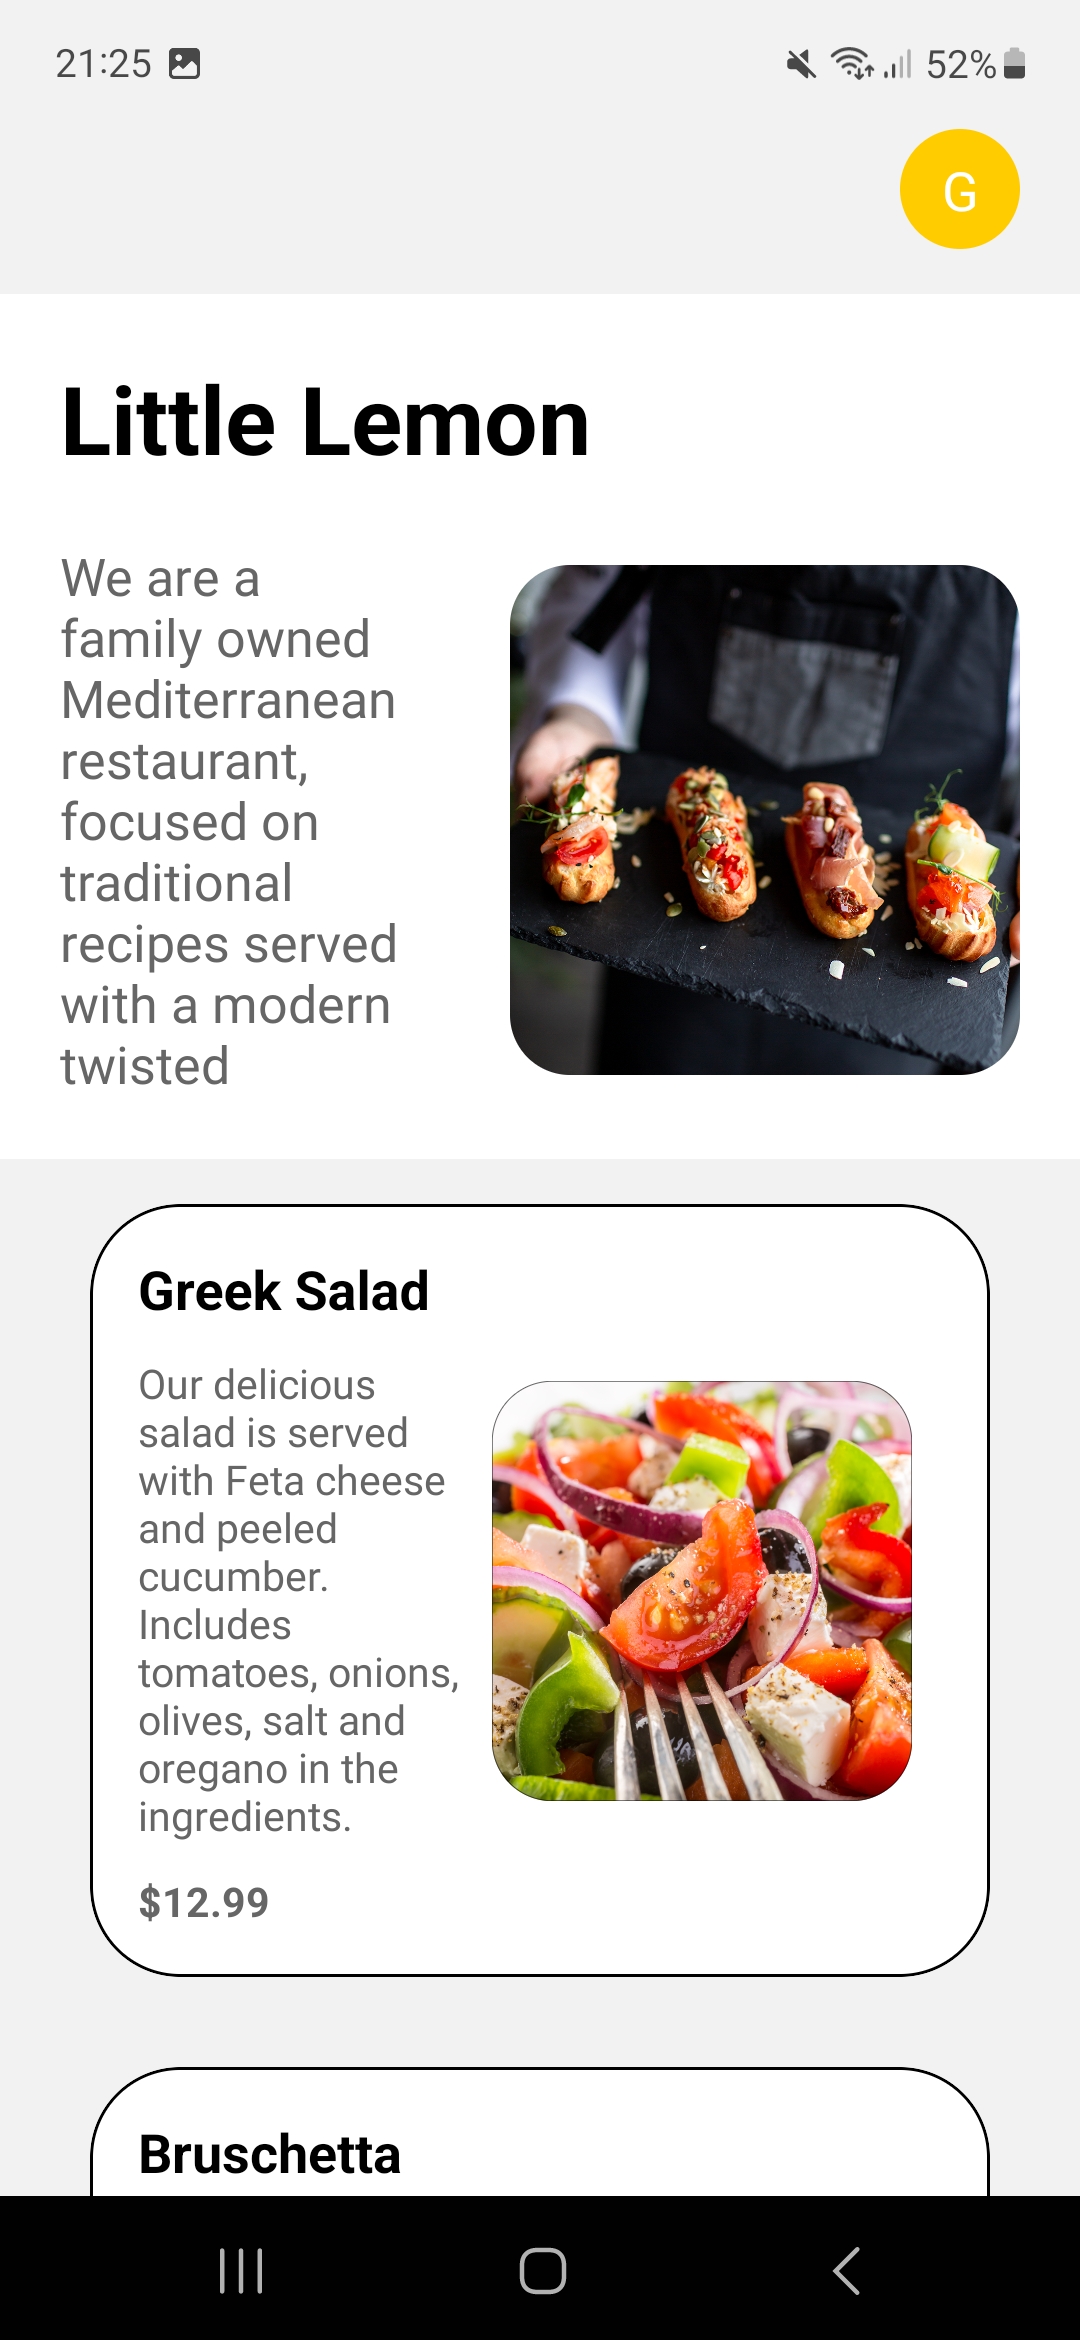 21:25
52%
G
Little Lemon
We are a
family owned
Mediterranean
restaurant,
focused on
traditional
recipes served
with a modern
twisted
Greek Salad
Our delicious
salad is served
with Feta cheese
and peeled
cucumber.
Includes
tomatoes, onions,
olives, salt and
oregano in the
ingredients.
$12.99
Bruschetta